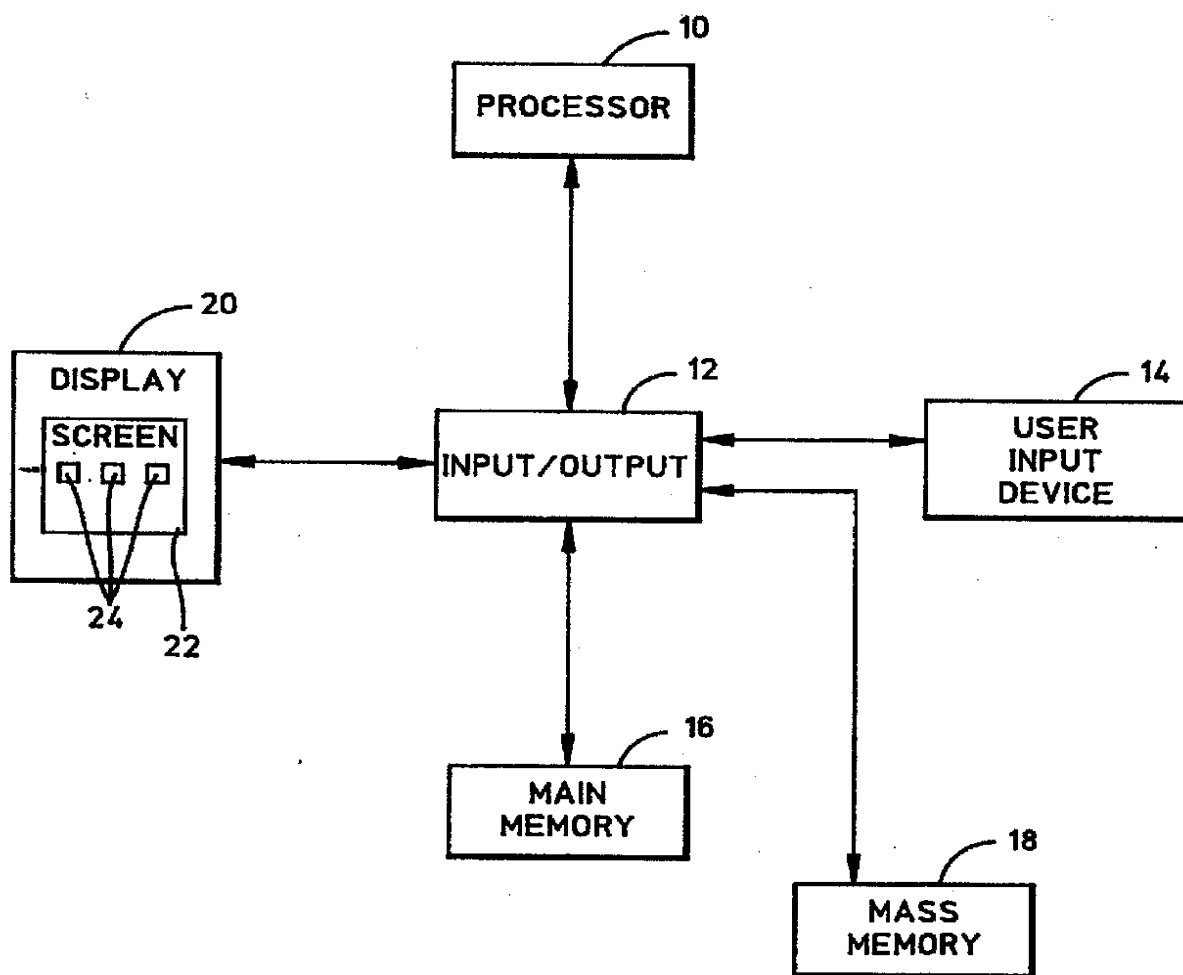 10
PROCESSOR
20
DISPLAY
SCREEN
24
22
12
INPUT/OUTPUT
14
USER
INPUT
DEVICE
16
MAIN
MEMORY
18
MASS
MEMORY